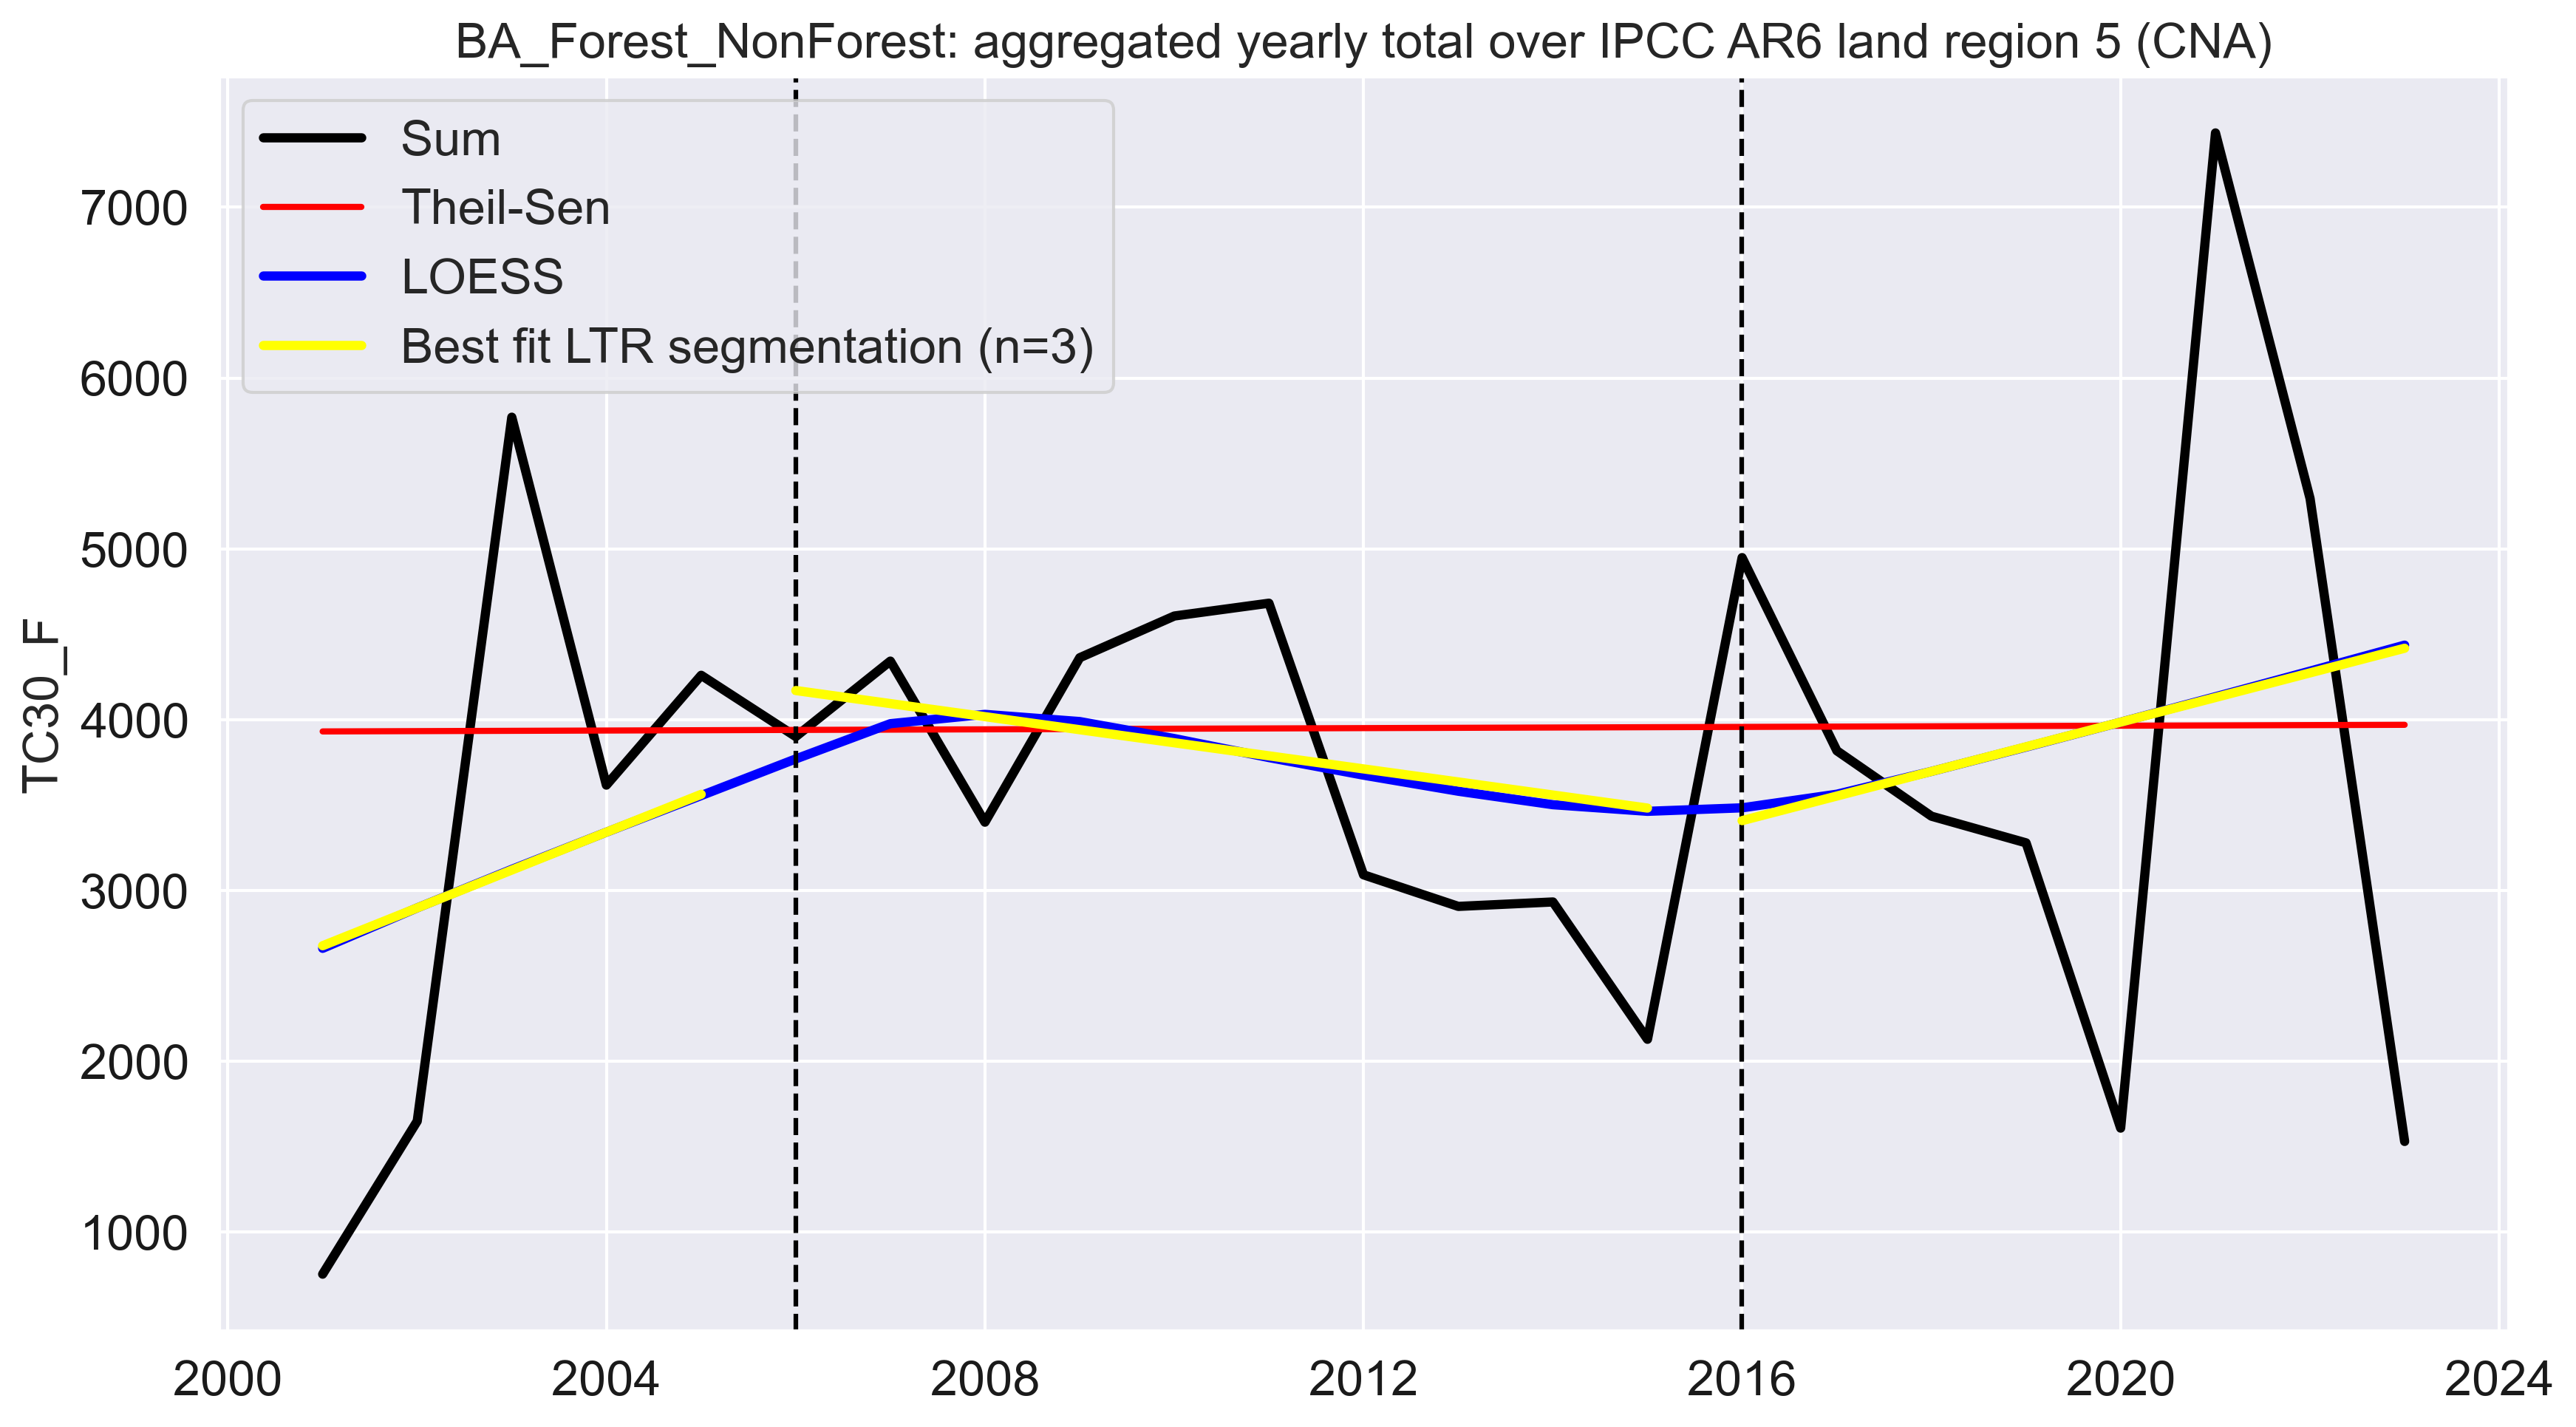 BA_Forest_NonForest: aggregated yearly total over IPCC AR6 land region 5 (CNA)
Sum
Theil-Sen
LOESS
Best fit LTR segmentation (n=3)
TC30_F
7000
6000
5000
4000
3000
2000
1000
2000 2004 2008 2012 2016 2020 2024